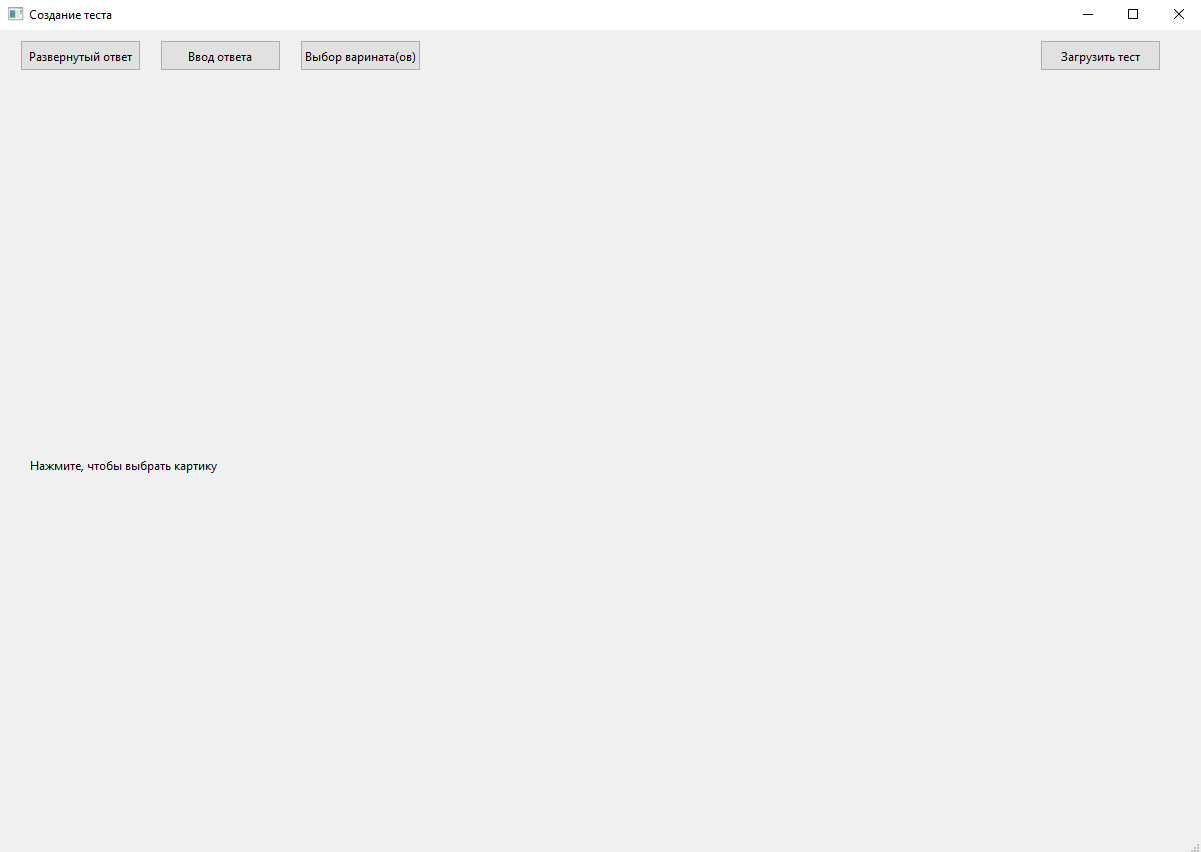 Создание теста
Развернутый ответ Ввод ответа Выбор варината(ов) Загрузить тест
Нажмите, чтобы выбрать картику